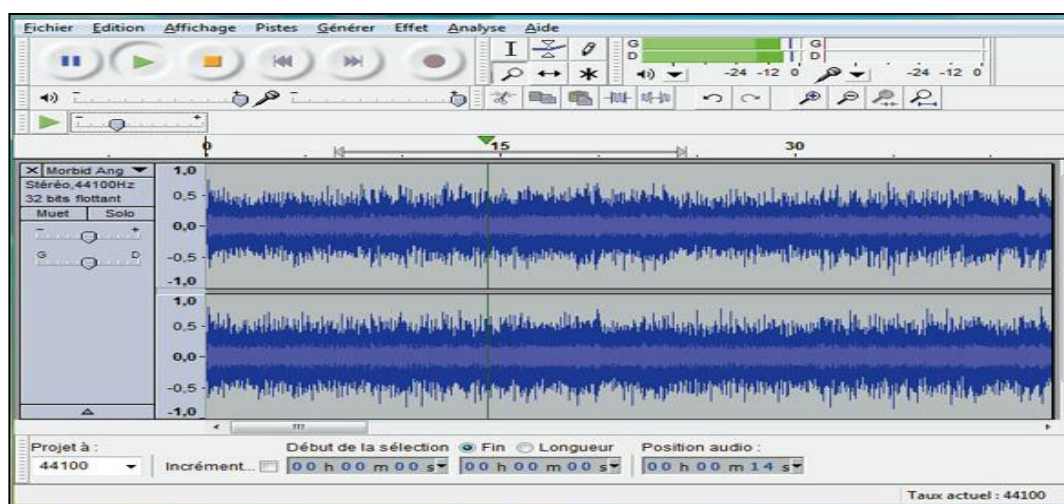 Fichier Edition Affichage Pistes Générer Effet Analyse Aide
G
D
-24 -12 0
G
D
-24 -12 0
- +
0 15 30
Morbid Ang
Stéréo,44100Hz
32 bits flottant
Muet Solo
- +
G D
1,0
0,5
0,0
-0,5
-1,0
1,0
0,5
0,0
-0,5
-1,0
Projet à :
44100
Incrément...
Début de la sélection Fin Longueur
00 h 00 m 00 s
00 h 00 m 00 s
Position audio :
00 h 00 m 14 s
Taux actuel : 44100